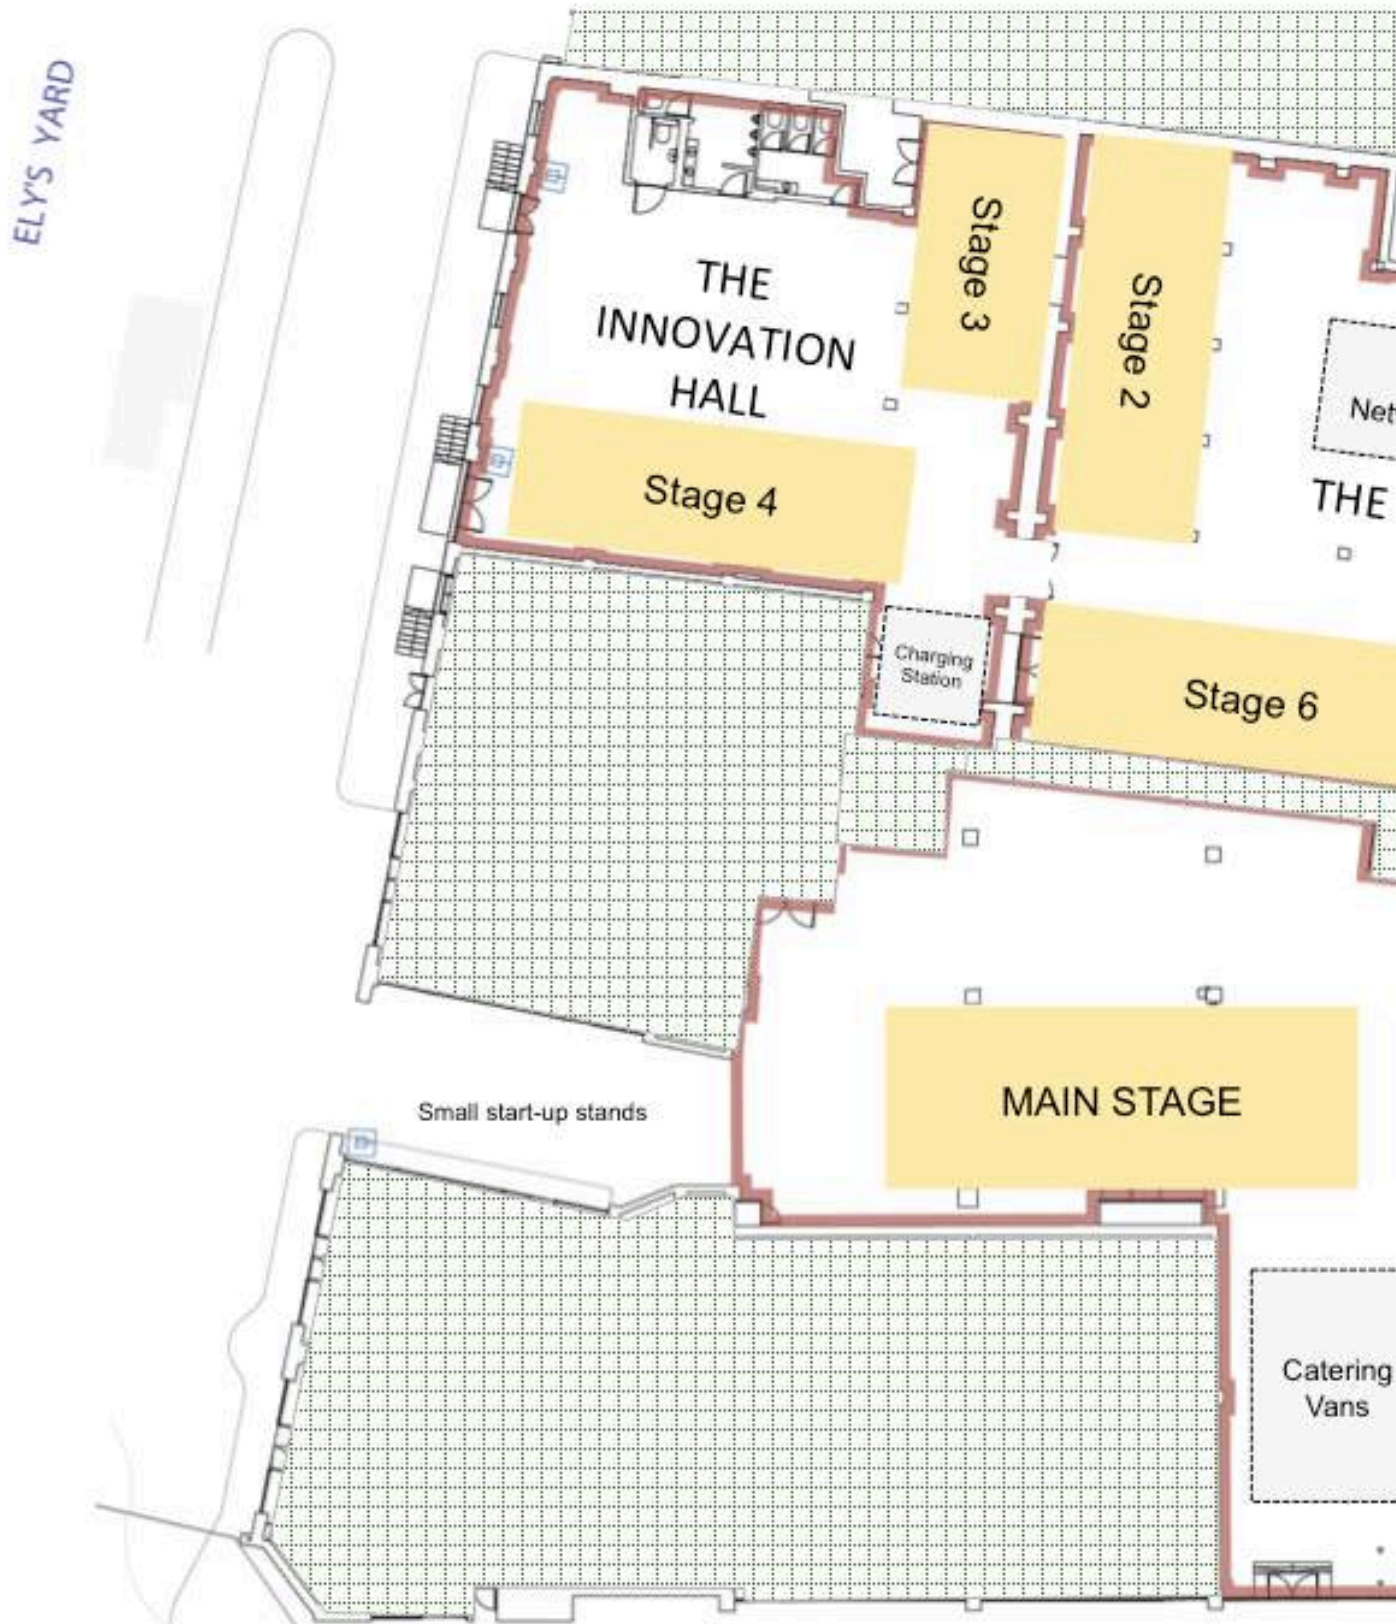 ELY'S YARD
THE
INNOVATION
HALL
Stage 3
Stage 2
Net
THE
Stage 4
Charging
Station
Stage 6
MAIN STAGE
Small start-up stands
Catering
Vans